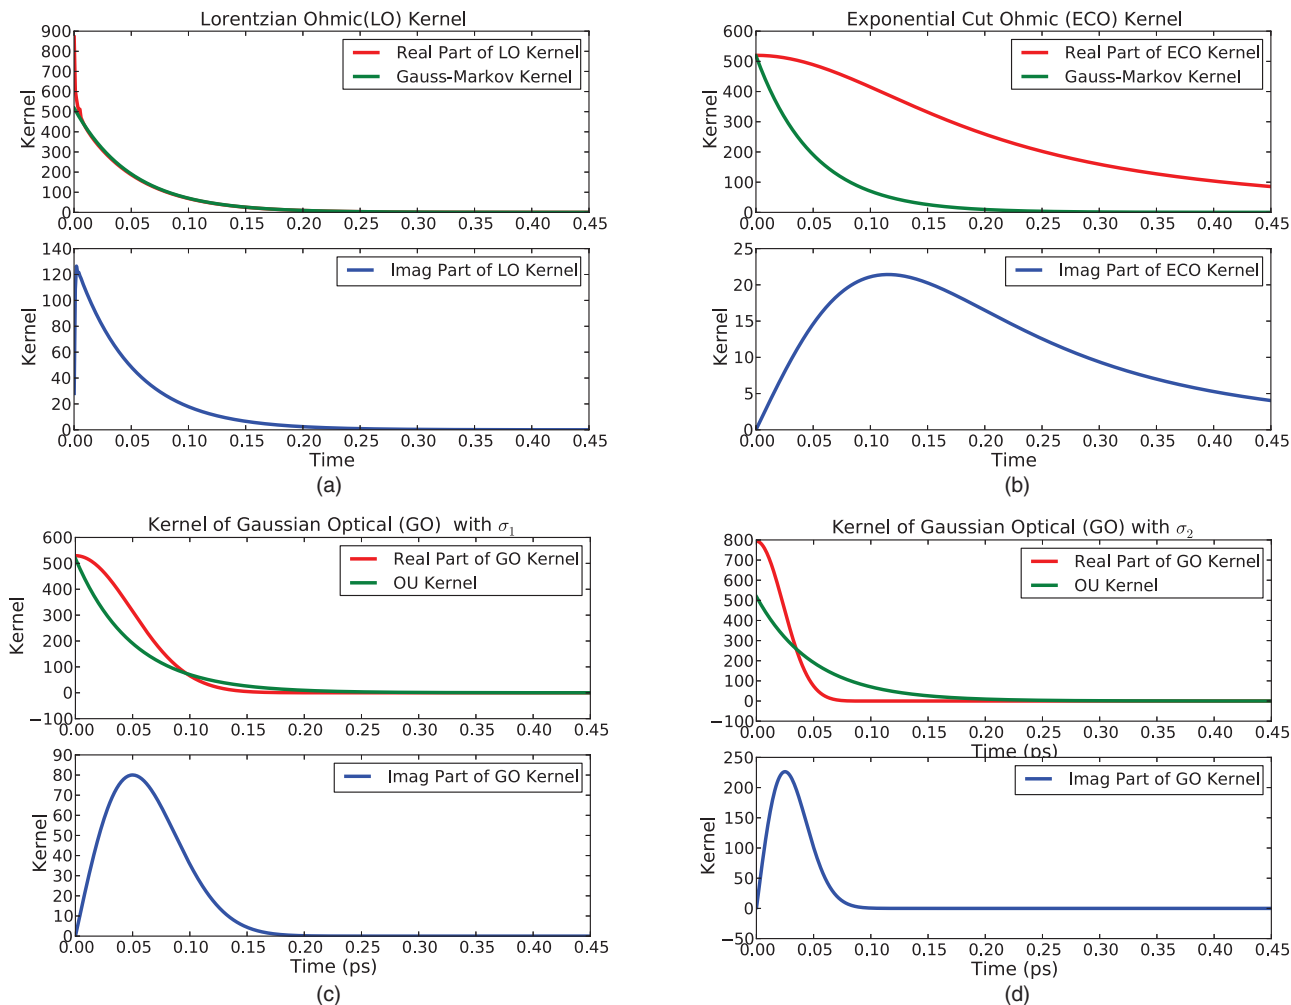 Lorentzian Ohmic(LO) Kernel
900
800
700
600
500
400
300
200
100
0
Kernel
Real Part of LO Kernel
Gauss-Markov Kernel
0.00 0.05 0.10 0.15 0.20 0.25 0.30 0.35 0.40 0.45
140
120
100
80
60
40
20
0
Kernel
Imag Part of LO Kernel
0.00 0.05 0.10 0.15 0.20 0.25 0.30 0.35 0.40 0.45
Time
(a)
Exponential Cut Ohmic (ECO) Kernel
600
500
400
300
200
100
0
Kernel
Real Part of ECO Kernel
Gauss-Markov Kernel
0.00 0.05 0.10 0.15 0.20 0.25 0.30 0.35 0.40 0.45
25
20
15
10
5
0
Kernel
Imag Part of ECO Kernel
0.00 0.05 0.10 0.15 0.20 0.25 0.30 0.35 0.40 0.45
Time
(b)
Kernel of Gaussian Optical (GO) with σ1
600
500
400
300
200
100
0
−100
Kernel
Real Part of GO Kernel
OU Kernel
0.00 0.05 0.10 0.15 0.20 0.25 0.30 0.35 0.40 0.45
90
80
70
60
50
40
30
20
10
0
Kernel
Imag Part of GO Kernel
0.00 0.05 0.10 0.15 0.20 0.25 0.30 0.35 0.40 0.45
Time (ps)
(c)
Kernel of Gaussian Optical (GO) with σ2
800
700
600
500
400
300
200
100
0
−100
Kernel
Real Part of GO Kernel
OU Kernel
0.00 0.05 0.10 0.15 0.20 0.25 0.30 0.35 0.40 0.45
Time (ps)
250
200
150
100
50
0
−50
Kernel
Imag Part of GO Kernel
0.00 0.05 0.10 0.15 0.20 0.25 0.30 0.35 0.40 0.45
Time (ps)
(d)